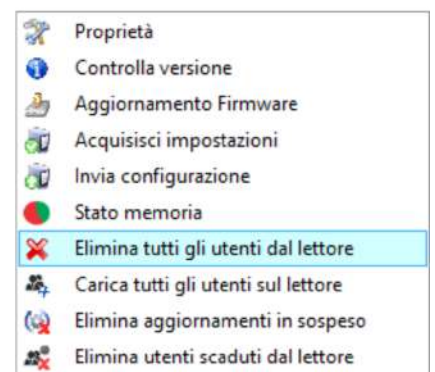 Proprietà
Controlla versione
Aggiornamento Firmware
Acquisisci impostazioni
Invia configurazione
Stato memoria
Elimina tutti gli utenti dal lettore
Carica tutti gli utenti sul lettore
Elimina aggiornamenti in sospeso
Elimina utenti scaduti dal lettore